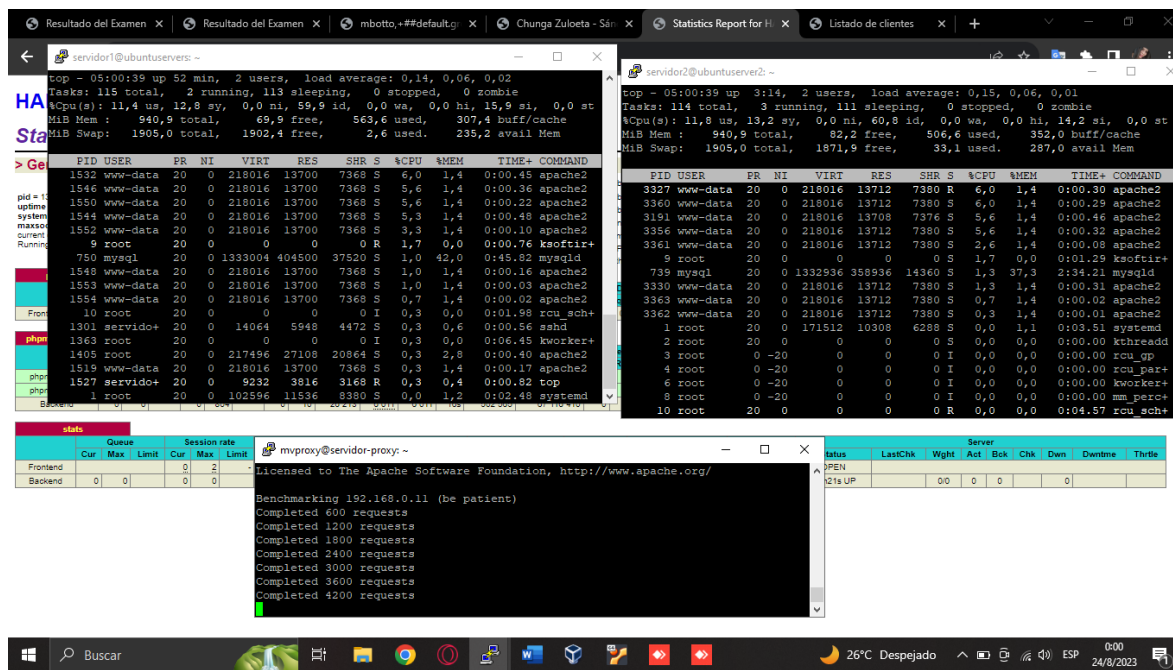 Resultado del Examen
Resultado del Examen
mbotto,+##default.gr
Chunga Zuloeta - Sán
Statistics Report for H
Listado de clientes
HA
Sta
> Ge
uptime
system
current
Running
servidor1@ubuntuservers: ~
top - 05:00:39 up 52 min,  2 users,  load average: 0,14, 0,06, 0,02
Tasks: 115 total,   2 running, 113 sleeping,   0 stopped,   0 zombie
%Cpu(s): 11,4 us, 12,8 sy,  0,0 ni, 59,9 id,  0,0 wa,  0,0 hi, 15,9 si,  0,0 st
MiB Mem :    940,9 total,     69,9 free,    563,6 used,    307,4 buff/cache
MiB Swap:   1905,0 total,   1902,4 free,      2,6 used.    235,2 avail Mem
PID USER      PR  NI    VIRT    RES    SHR S  %CPU  %MEM     TIME+ COMMAND
1532 www-data  20   0  218016  13700   7368 S   6,0   1,4   0:00.45 apache2
1546 www-data  20   0  218016  13700   7368 S   5,6   1,4   0:00.36 apache2
1550 www-data  20   0  218016  13700   7368 S   5,6   1,4   0:00.22 apache2
1544 www-data  20   0  218016  13700   7368 S   5,3   1,4   0:00.48 apache2
1552 www-data  20   0  218016  13700   7368 S   3,3   1,4   0:00.10 apache2
9 root      20   0       0      0      0 R   1,7   0,0   0:00.76 ksoftir+
750 mysql     20   0 1333004 404500  37520 S   1,0  42,0   0:45.82 mysqld
1548 www-data  20   0  218016  13700   7368 S   1,0   1,4   0:00.16 apache2
1553 www-data  20   0  218016  13700   7368 S   1,0   1,4   0:00.03 apache2
1554 www-data  20   0  218016  13700   7368 S   0,7   1,4   0:00.02 apache2
10 root      20   0       0      0      0 I   0,3   0,0   0:01.98 rcu_sch+
1301 servido+  20   0   14064   5948   4472 S   0,3   0,6   0:00.56 sshd
1363 root      20   0       0      0      0 I   0,3   0,0   0:06.45 kworker+
1405 root      20   0  217496  27108  20864 S   0,3   2,8   0:00.40 apache2
1519 www-data  20   0  218016  13700   7368 S   0,3   1,4   0:00.17 apache2
1527 servido+  20   0    9232   3816   3168 R   0,3   0,4   0:00.82 top
1 root      20   0  102596  11536   8380 S   0,0   1,2   0:02.48 systemd
servidor2@ubuntuserver2: ~
top - 05:00:39 up  3:14,  2 users,  load average: 0,15, 0,06, 0,01
Tasks: 114 total,   3 running, 111 sleeping,   0 stopped,   0 zombie
%Cpu(s): 11,8 us, 13,2 sy,  0,0 ni, 60,8 id,  0,0 wa,  0,0 hi, 14,2 si,  0,0 st
MiB Mem :    940,9 total,     82,2 free,    506,6 used,    352,0 buff/cache
MiB Swap:   1905,0 total,   1871,9 free,     33,1 used.    287,0 avail Mem
PID USER      PR  NI    VIRT    RES    SHR S  %CPU  %MEM     TIME+ COMMAND
3327 www-data  20   0  218016  13712   7380 R   6,0   1,4   0:00.30 apache2
3360 www-data  20   0  218016  13712   7380 S   6,0   1,4   0:00.29 apache2
3191 www-data  20   0  218016  13708   7376 S   5,6   1,4   0:00.46 apache2
3356 www-data  20   0  218016  13712   7380 S   5,6   1,4   0:00.32 apache2
3361 www-data  20   0  218016  13712   7380 S   2,6   1,4   0:00.08 apache2
9 root      20   0       0      0      0 S   1,7   0,0   0:01.29 ksoftir+
739 mysql     20   0 1332936 358936  14360 S   1,3  37,3   2:34.21 mysqld
3330 www-data  20   0  218016  13712   7380 S   1,3   1,4   0:00.31 apache2
3363 www-data  20   0  218016  13712   7380 S   0,7   1,4   0:00.02 apache2
3362 www-data  20   0  218016  13712   7380 S   0,3   1,4   0:00.01 apache2
1 root      20   0  171512  10308   6288 S   0,0   1,1   0:03.51 systemd
2 root      20   0       0      0      0 S   0,0   0,0   0:00.00 kthreadd
3 root       0 -20       0      0      0 I   0,0   0,0   0:00.00 rcu_gp
4 root       0 -20       0      0      0 I   0,0   0,0   0:00.00 rcu_par+
6 root       0 -20       0      0      0 I   0,0   0,0   0:00.00 kworker+
8 root       0 -20       0      0      0 I   0,0   0,0   0:00.00 mm_perc+
10 root      20   0       0      0      0 R   0,0   0,0   0:04.57 rcu_sch+
stats
Queue Session rate Server
Cur Max Limit Cur Max Limit LastChk Wght Act Bck Chk Dwn Dwntme Thrtle
Frontend 0 2 - OPEN
Backend 0 0 0 0 UP 0/0 0 0 0
mvproxy@servidor-proxy: ~
Licensed to The Apache Software Foundation, http://www.apache.org/
Benchmarking 192.168.0.11 (be patient)
Completed 600 requests
Completed 1200 requests
Completed 1800 requests
Completed 2400 requests
Completed 3000 requests
Completed 3600 requests
Completed 4200 requests
Buscar
26°C Despejado
ESP
0:00
24/8/2023